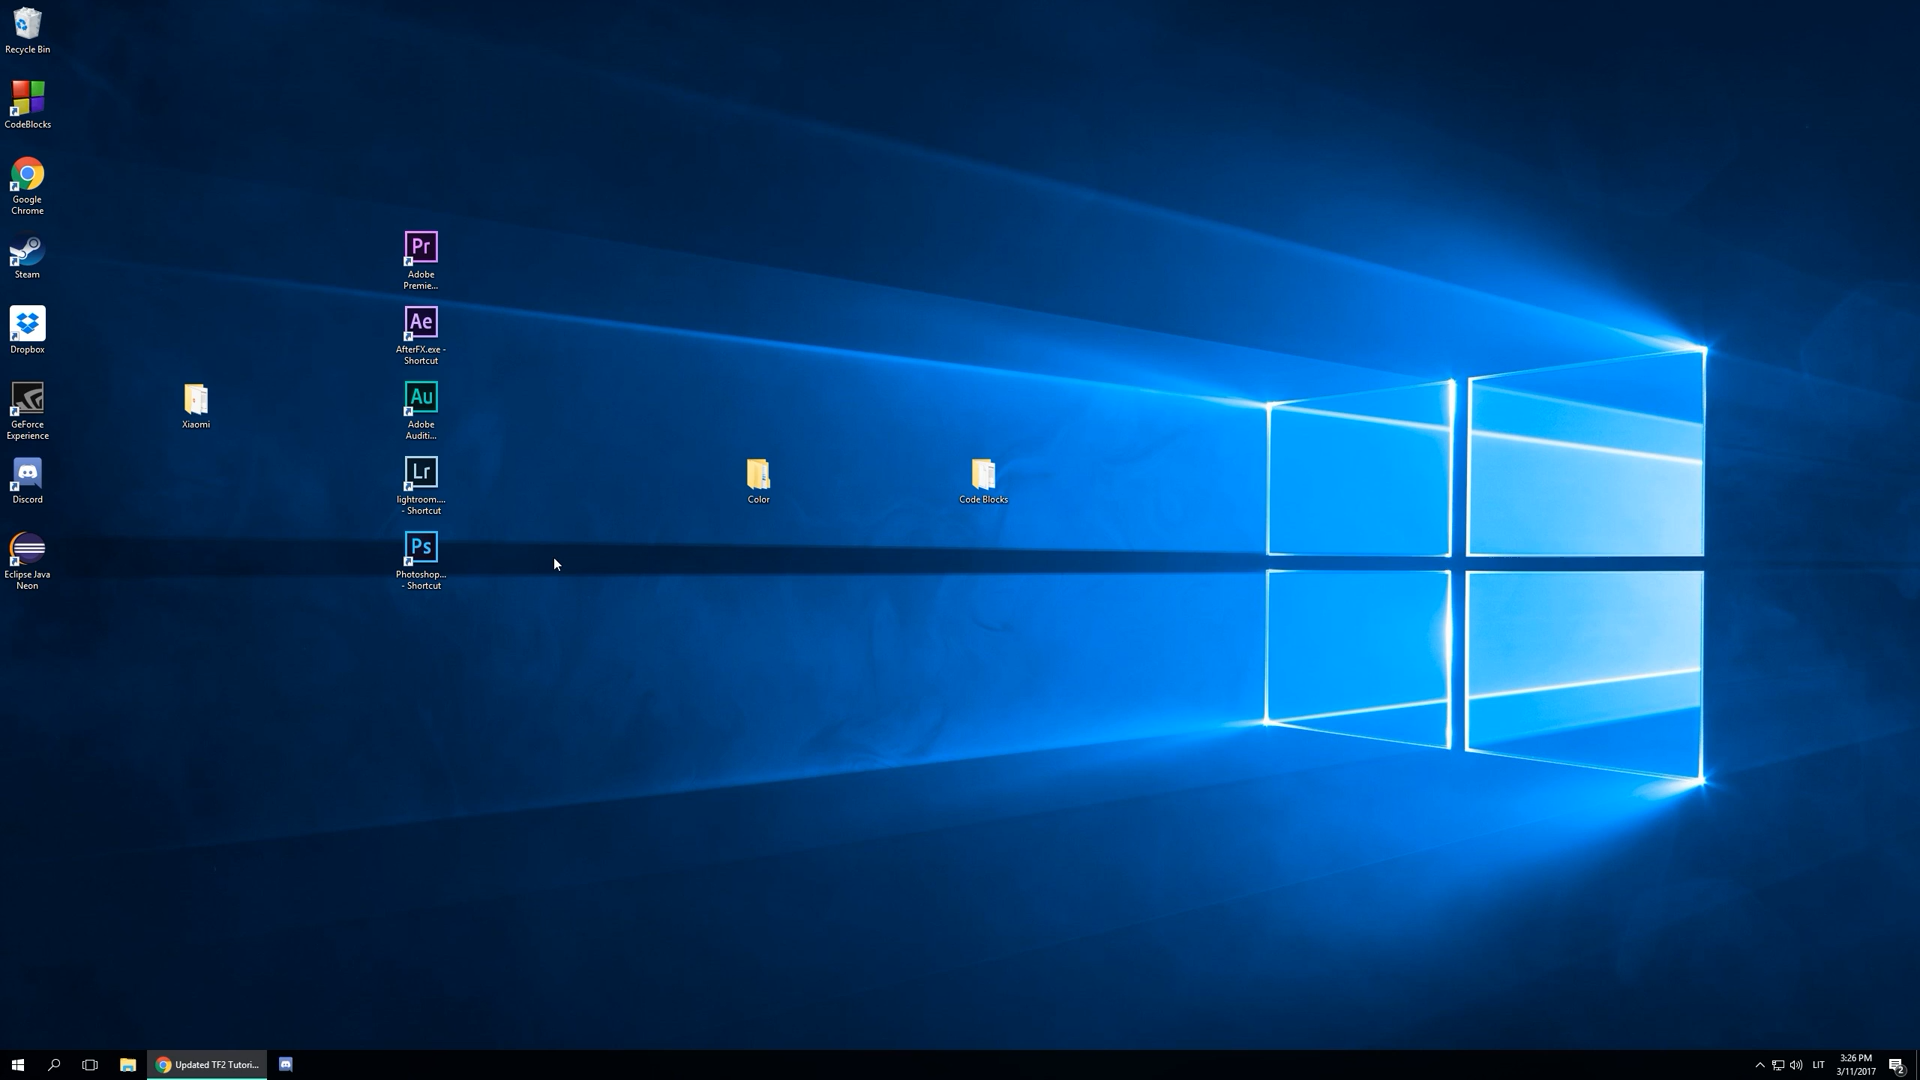 Recycle Bin
CodeBlocks
Google
Chrome
Steam
Dropbox
GeForce
Experience
Discord
Eclipse Java
Neon
Xiaomi
Pr
Adobe
Premie...
Ae
AfterFX.exe -
Shortcut
Au
Adobe
Auditi...
Lr
lightroom....
- Shortcut
Ps
Photoshop...
- Shortcut
Color
Code Blocks
Updated TF2 Tutori...
LIT
3:26 PM
3/11/2017
2